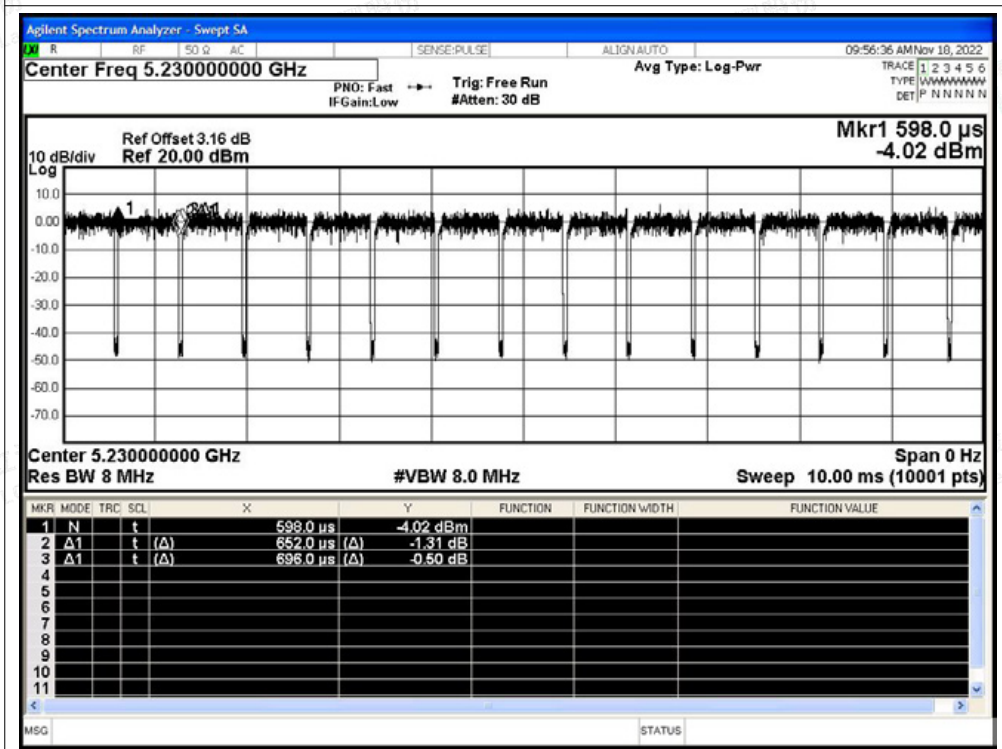 Agilent Spectrum Analyzer - Swept SA
R RF 50 Ω AC SENSE:PULSE ALIGN AUTO 09:56:36 AM Nov 18, 2022
Center Freq 5.230000000 GHz Avg Type: Log-Pwr TRACE 1 2 3 4 5 6
PNO: Fast Trig: Free Run TYPE WWWWWW
IFGain:Low #Atten: 30 dB DET P N N N N N
Mkr1 598.0 µs
Ref Offset 3.16 dB
10 dB/div Ref 20.00 dBm -4.02 dBm
Log
10.0
1
0.00
-10.0
-20.0
-30.0
-40.0
-50.0
-60.0
-70.0
Center 5.230000000 GHz Span 0 Hz
Res BW 8 MHz #VBW 8.0 MHz Sweep 10.00 ms (10001 pts)
MKR MODE TRC SCL X Y FUNCTION FUNCTION WIDTH FUNCTION VALUE
1 N t 598.0 µs -4.02 dBm
2 Δ1 t (Δ) 652.0 µs (Δ) -1.31 dB
3 Δ1 t (Δ) 696.0 µs (Δ) -0.50 dB
4
5
6
7
8
9
10
11
MSG STATUS